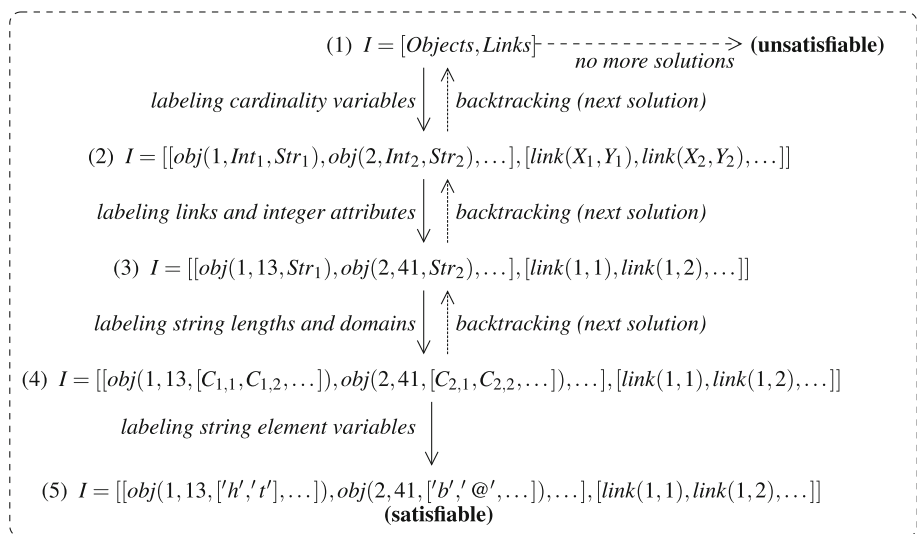 (1) I = [Objects, Links] (unsatisfiable)
no more solutions
labeling cardinality variables backtracking (next solution)
(2) I = [[obj(1, Int₁, Str₁), obj(2, Int₂, Str₂), …], [link(X₁, Y₁), link(X₂, Y₂), …]]
labeling links and integer attributes backtracking (next solution)
(3) I = [[obj(1, 13, Str₁), obj(2, 41, Str₂), …], [link(1, 1), link(1, 2), …]]
labeling string lengths and domains backtracking (next solution)
(4) I = [[obj(1, 13, [C₁,₁, C₁,₂, …]), obj(2, 41, [C₂,₁, C₂,₂, …]), …], [link(1, 1), link(1, 2), …]]
labeling string element variables
(5) I = [[obj(1, 13, ['h', 't'], …]), obj(2, 41, ['b', '@', …]), …], [link(1, 1), link(1, 2), …]]
(satisfiable)